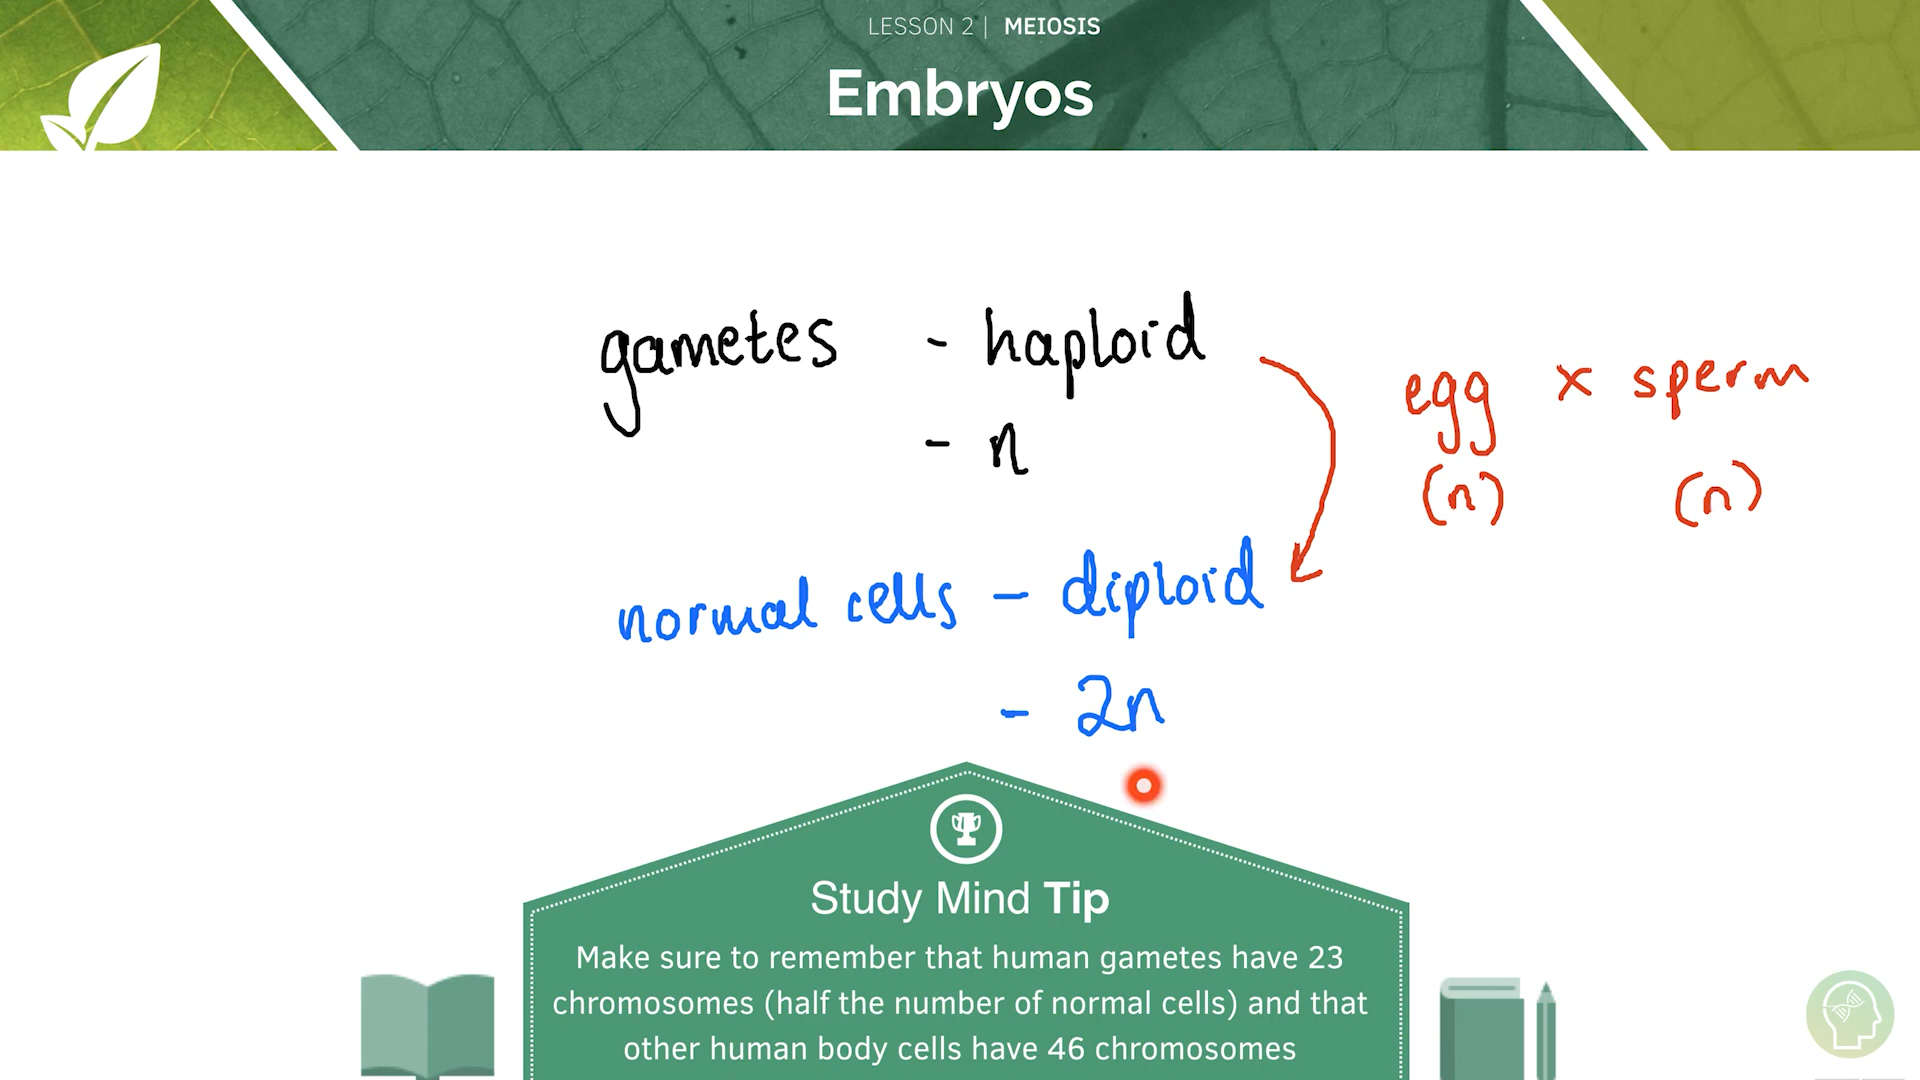 LESSON 2 | MEIOSIS
Embryos
gametes - haploid
- n
egg x sperm
(n) (n)
normal cells - diploid
- 2n
Study Mind Tip
Make sure to remember that human gametes have 23
chromosomes (half the number of normal cells) and that
other human body cells have 46 chromosomes